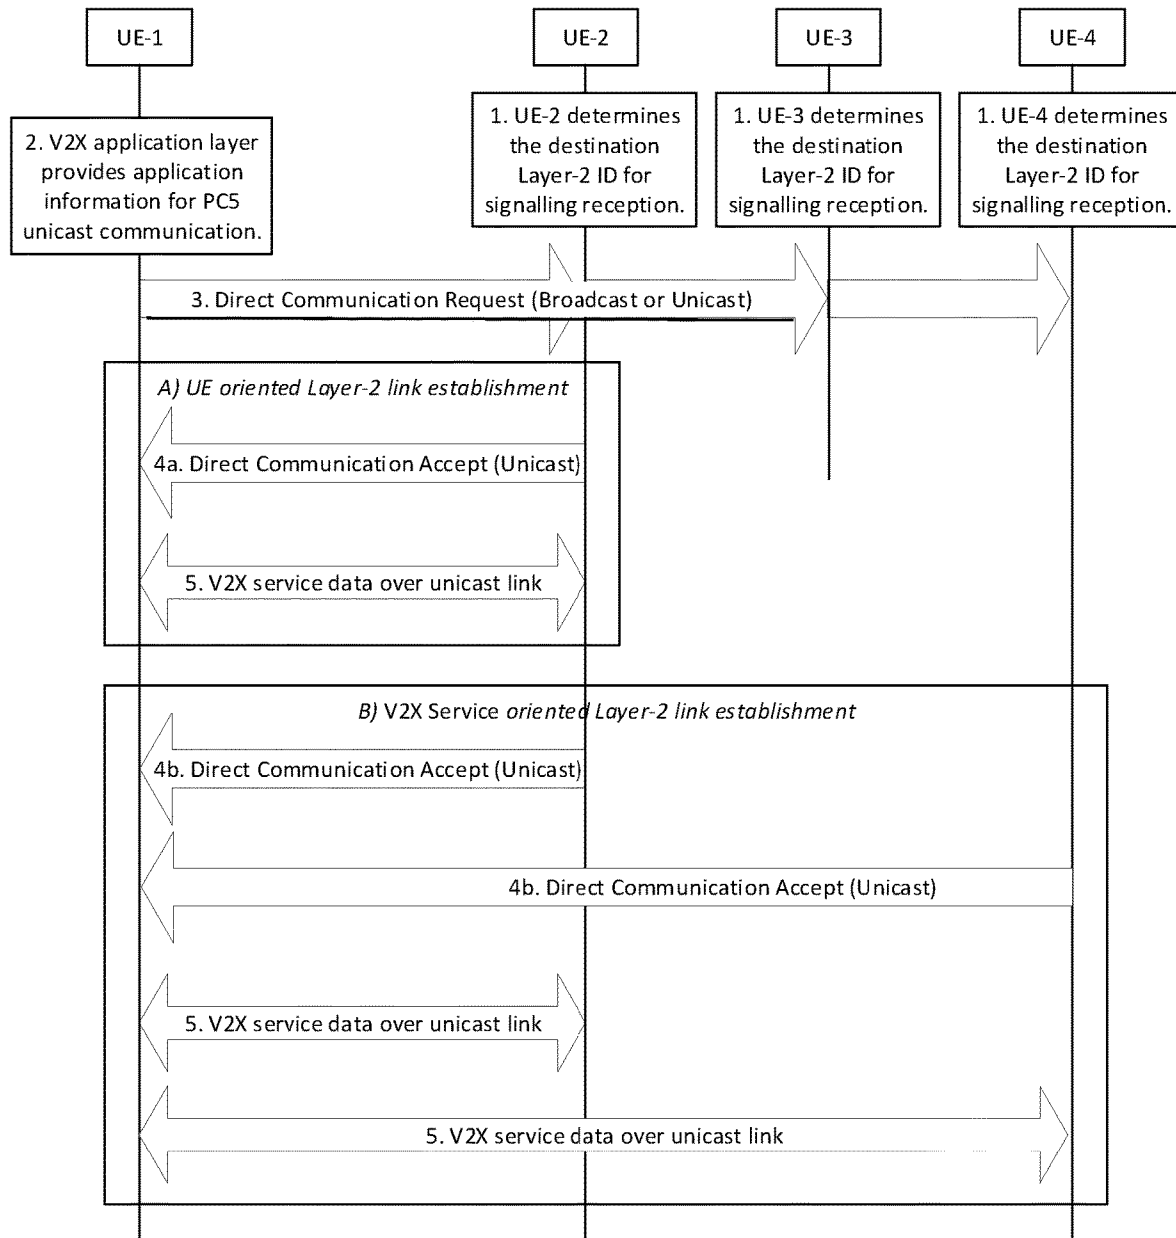 UE-1
UE-2
UE-3
UE-4
2. V2X application layer
provides application
information for PC5
unicast communication.
1. UE-2 determines
the destination
Layer-2 ID for
signalling reception.
1. UE-3 determines
the destination
Layer-2 ID for
signalling reception.
1. UE-4 determines
the destination
Layer-2 ID for
signalling reception.
3. Direct Communication Request (Broadcast or Unicast)
A) UE oriented Layer-2 link establishment
4a. Direct Communication Accept (Unicast)
5. V2X service data over unicast link
B) V2X Service oriented Layer-2 link establishment
4b. Direct Communication Accept (Unicast)
4b. Direct Communication Accept (Unicast)
5. V2X service data over unicast link
5. V2X service data over unicast link